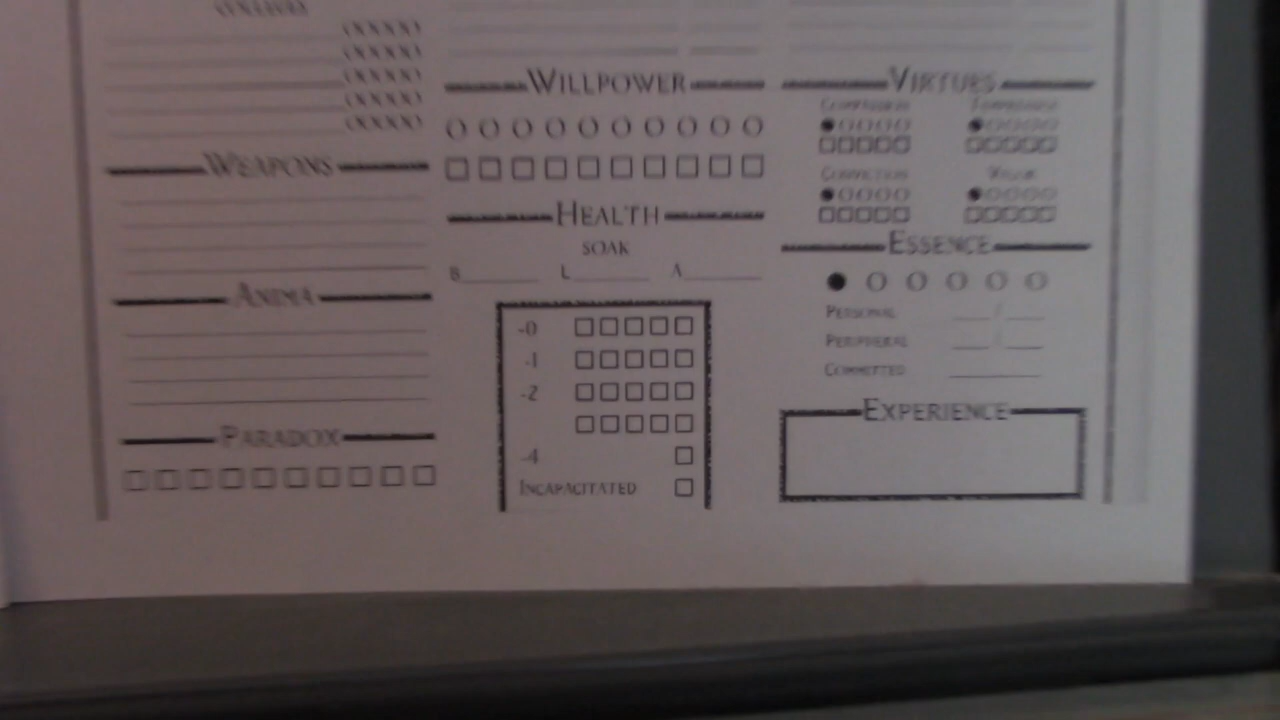 WEAPONS
ANIMA
PARADOX
WILLPOWER
HEALTH
SOAK
B L A
-0
-1
-2
-4
INCAPACITATED
VIRTUES
COMPASSION TEMPERANCE
CONVICTION VALOR
ESSENCE
PERSONAL /
PERIPHERAL /
COMMITTED
EXPERIENCE